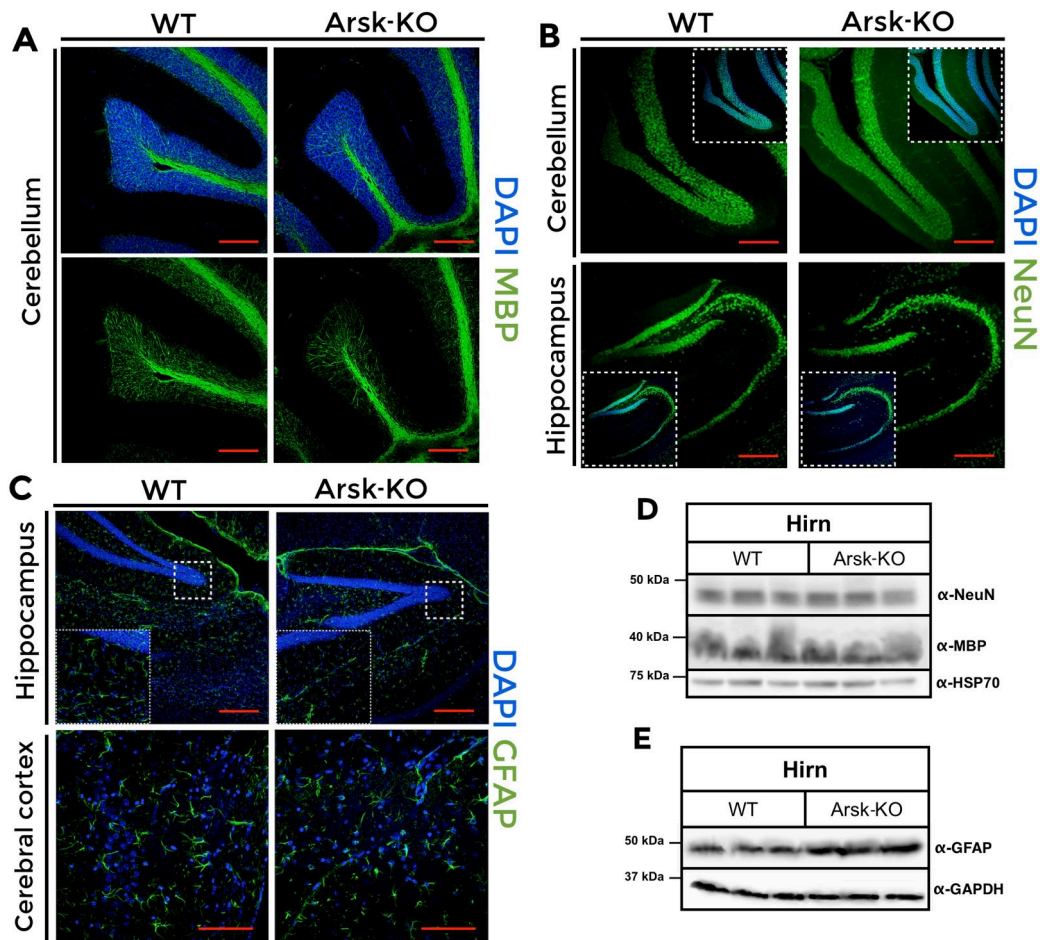 A
WT
Arsk-KO
Cerebellum
DAPI MBP
B
WT
Arsk-KO
Cerebellum
Hippocampus
DAPI NeuN
C
WT
Arsk-KO
Hippocampus
Cerebral cortex
DAPI GFAP
D
Hirn
WT
Arsk-KO
50 kDa
α-NeuN
40 kDa
α-MBP
75 kDa
α-HSP70
E
Hirn
WT
Arsk-KO
50 kDa
α-GFAP
37 kDa
α-GAPDH